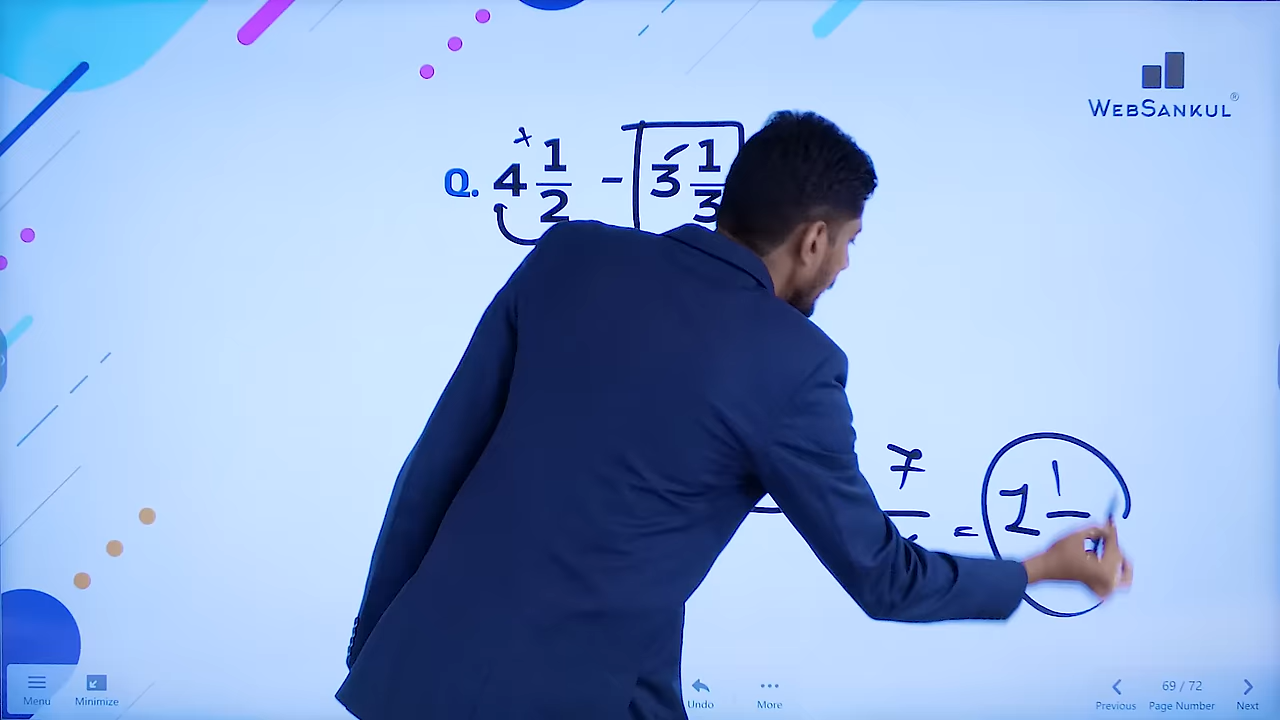 WEBSANKUL®
Q. 4 1/2 - 3 1/3
7
= 1 1
Menu
Minimize
Undo
More
69 / 72
Previous
Page Number
Next